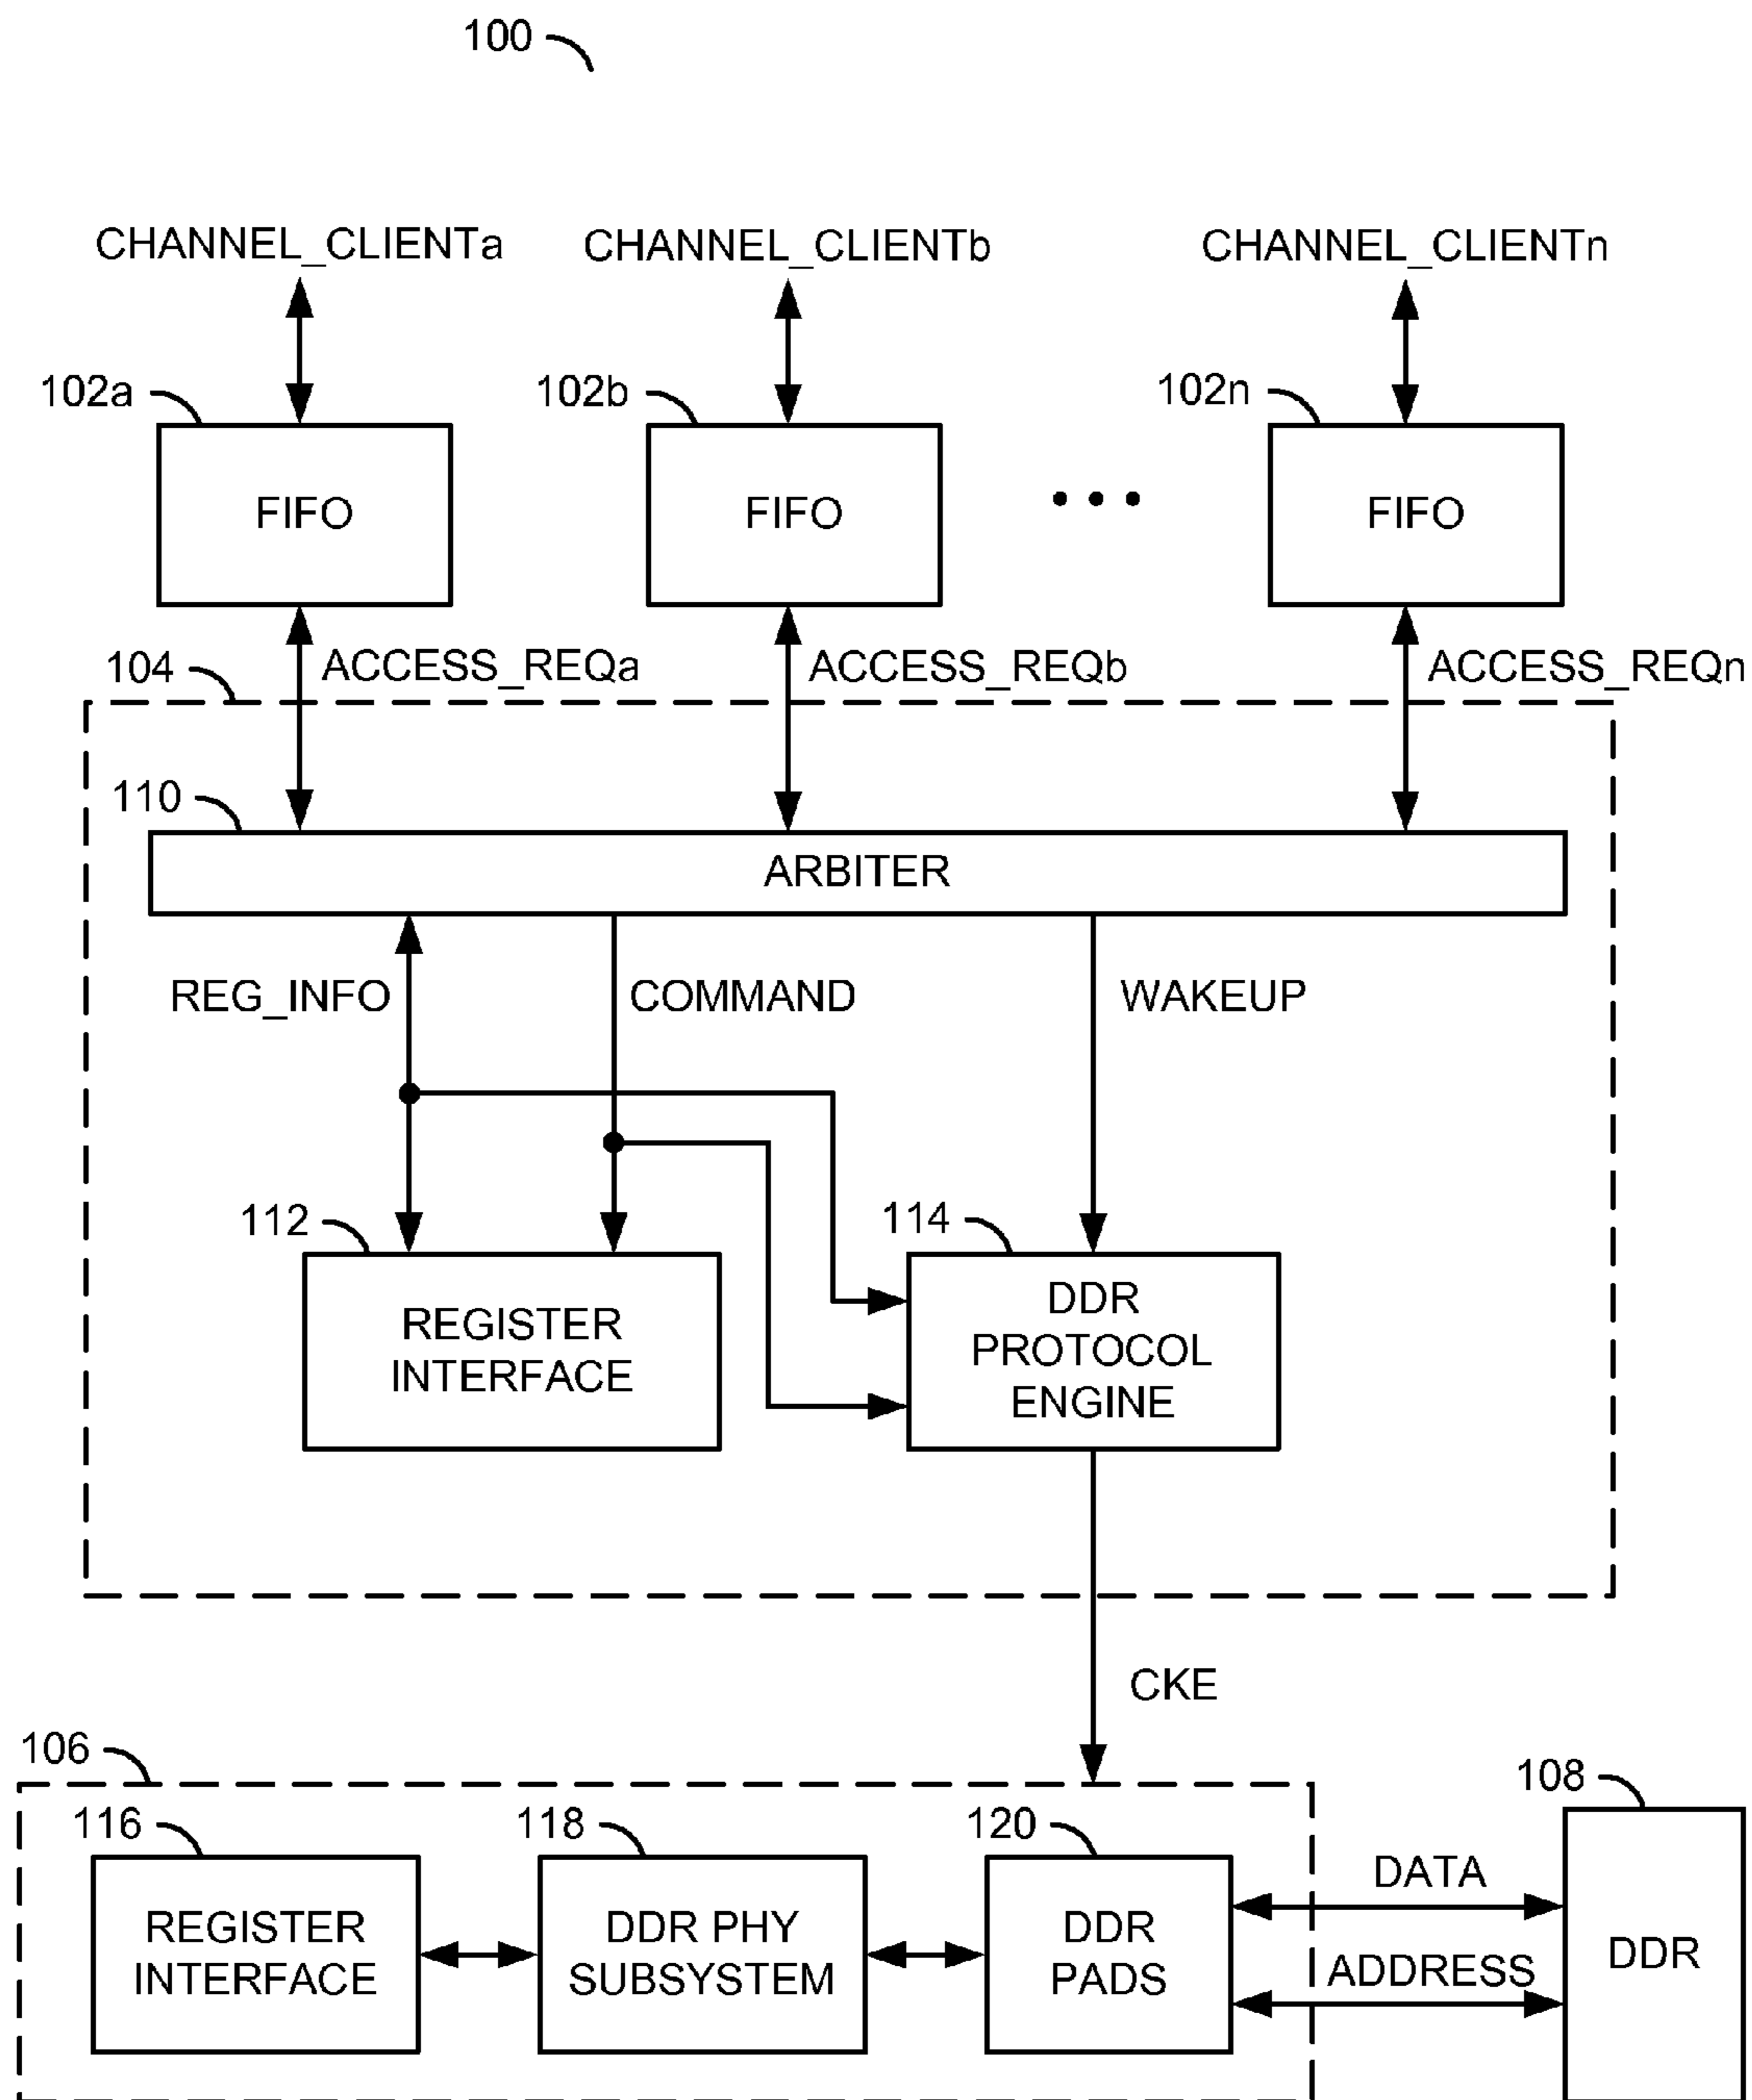 100
CHANNEL_CLIENTa
CHANNEL_CLIENTb
CHANNEL_CLIENTn
102a
102b
102n
FIFO
FIFO
FIFO
104
ACCESS_REQa
ACCESS_REQb
ACCESS_REQn
110
ARBITER
REG_INFO
COMMAND
WAKEUP
112
114
REGISTER
INTERFACE
DDR
PROTOCOL
ENGINE
CKE
106
108
116
118
120
REGISTER
INTERFACE
DDR PHY
SUBSYSTEM
DDR
PADS
DATA
ADDRESS
DDR